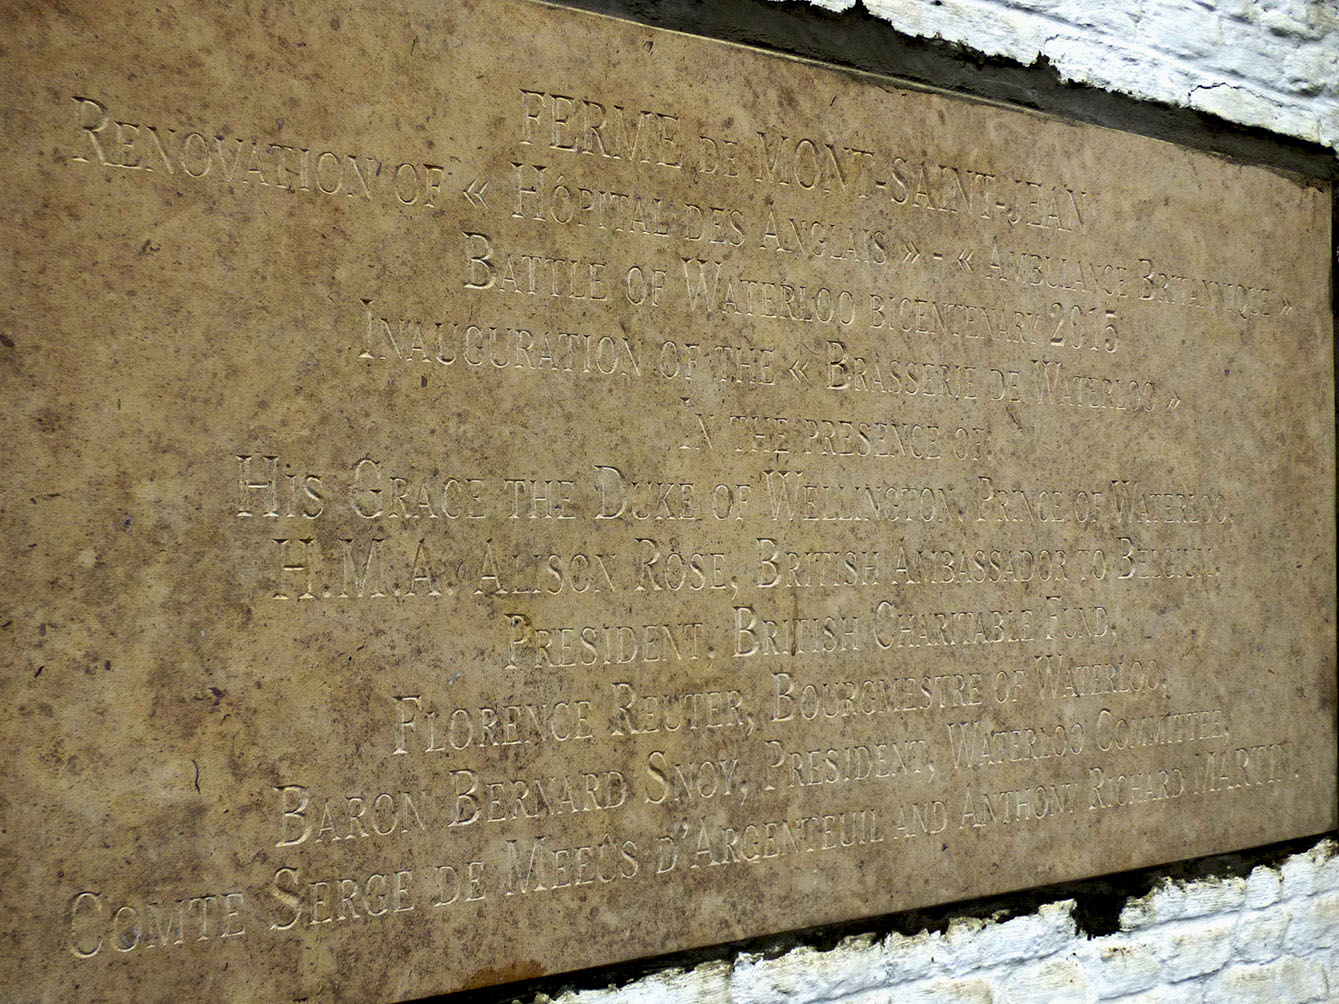 FERME DE MONT-SAINT-JEAN
RENOVATION OF « HÔPITAL DES ANGLAIS » - « AMBULANCE BRITANNIQUE »
BATTLE OF WATERLOO BICENTENARY 2015
INAUGURATION OF THE « BRASSERIE DE WATERLOO »
IN THE PRESENCE OF:
HIS GRACE THE DUKE OF WELLINGTON, PRINCE OF WATERLOO,
H.M.A. ALISON ROSE, BRITISH AMBASSADOR TO BELGIUM,
PRESIDENT, BRITISH CHARITABLE FUND,
FLORENCE REUTER, BOURGMESTRE OF WATERLOO,
BARON BERNARD SNOY, PRESIDENT, WATERLOO COMMITTEE,
COMTE SERGE DE MEEÛS D'ARGENTEUIL AND ANTHONY RICHARD MARTIN.